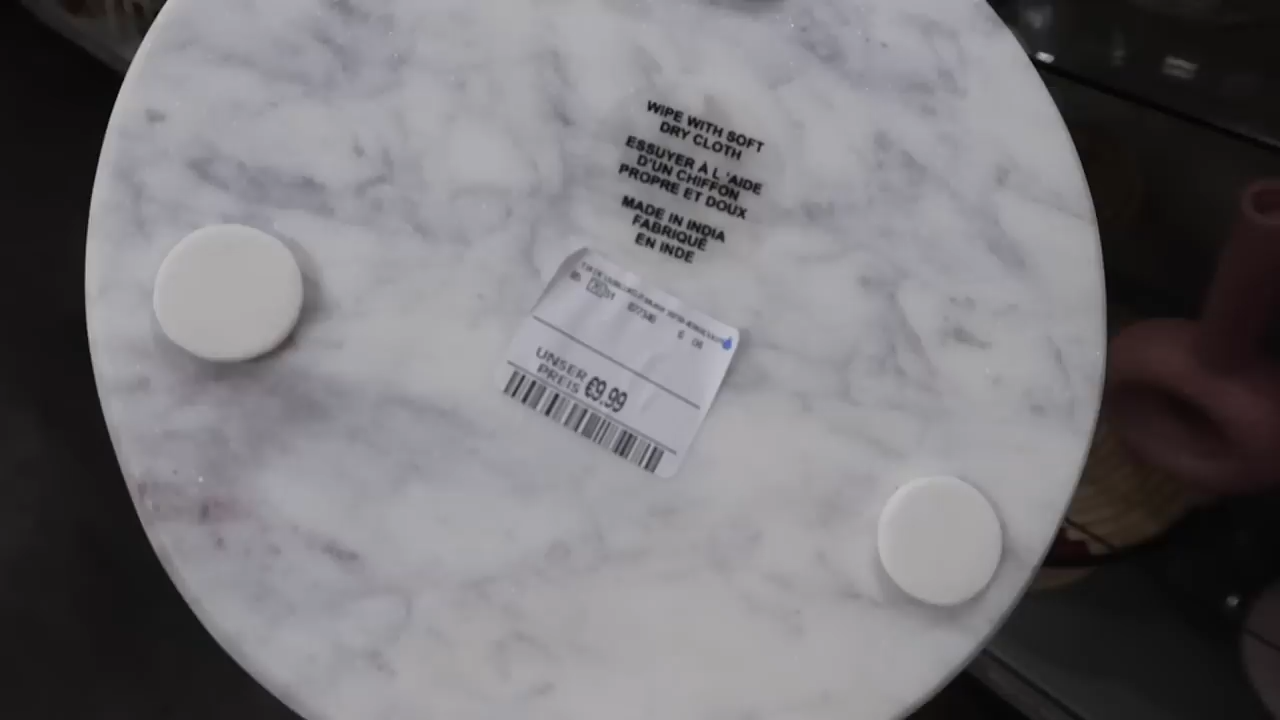 WIPE WITH SOFT
DRY CLOTH
ESSUYER À L 'AIDE
D'UN CHIFFON
PROPRE ET DOUX
MADE IN INDIA
FABRIQUÉ
EN INDE
UNSER
PREIS €9.99